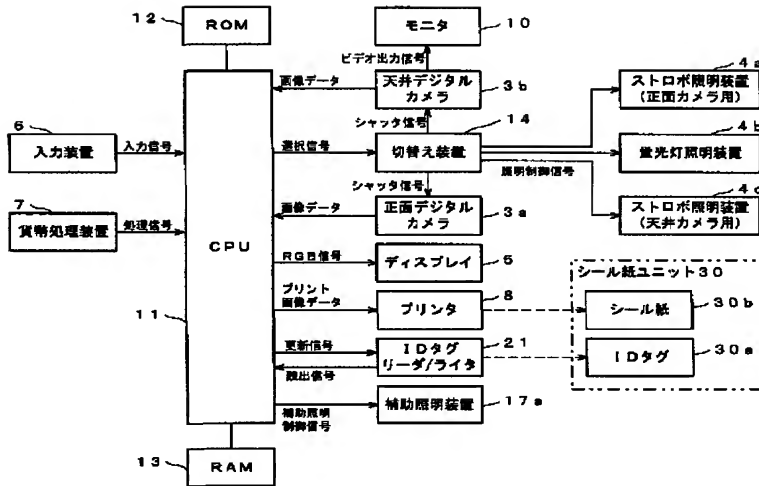 12
ROM
モニタ
10
ビデオ出力信号
画像データ
天井デジタル
カメラ
3b
ストロボ照明装置
(正面カメラ用)
4a
シャッタ信号
14
6
入力装置
入力信号
選択信号
切替え装置
蛍光灯照明装置
4b
照明制御信号
シャッタ信号
7
貨幣処理装置
処理信号
画像データ
正面デジタル
カメラ
3a
ストロボ照明装置
(天井カメラ用)
4c
CPU
11
RGB信号
ディスプレイ
5
シール紙ユニット30
プリント
画像データ
プリンタ
8
シール紙
30b
更新信号
読出信号
IDタグ
リーダ/ライタ
21
IDタグ
30a
補助照明
制御信号
補助照明装置
17a
13
RAM